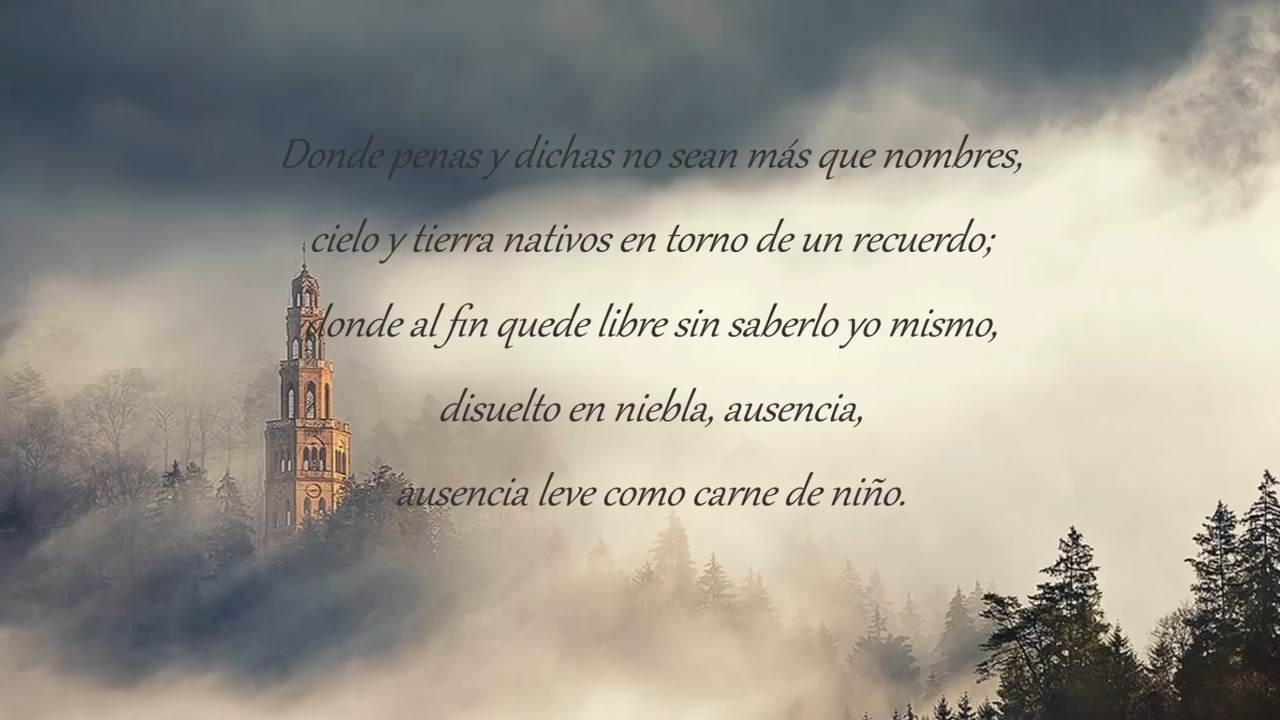 Donde penas y dichas no sean más que nombres,
cielo y tierra nativos en torno de un recuerdo;
donde al fin quede libre sin saberlo yo mismo,
disuelto en niebla, ausencia,
ausencia leve como carne de niño.